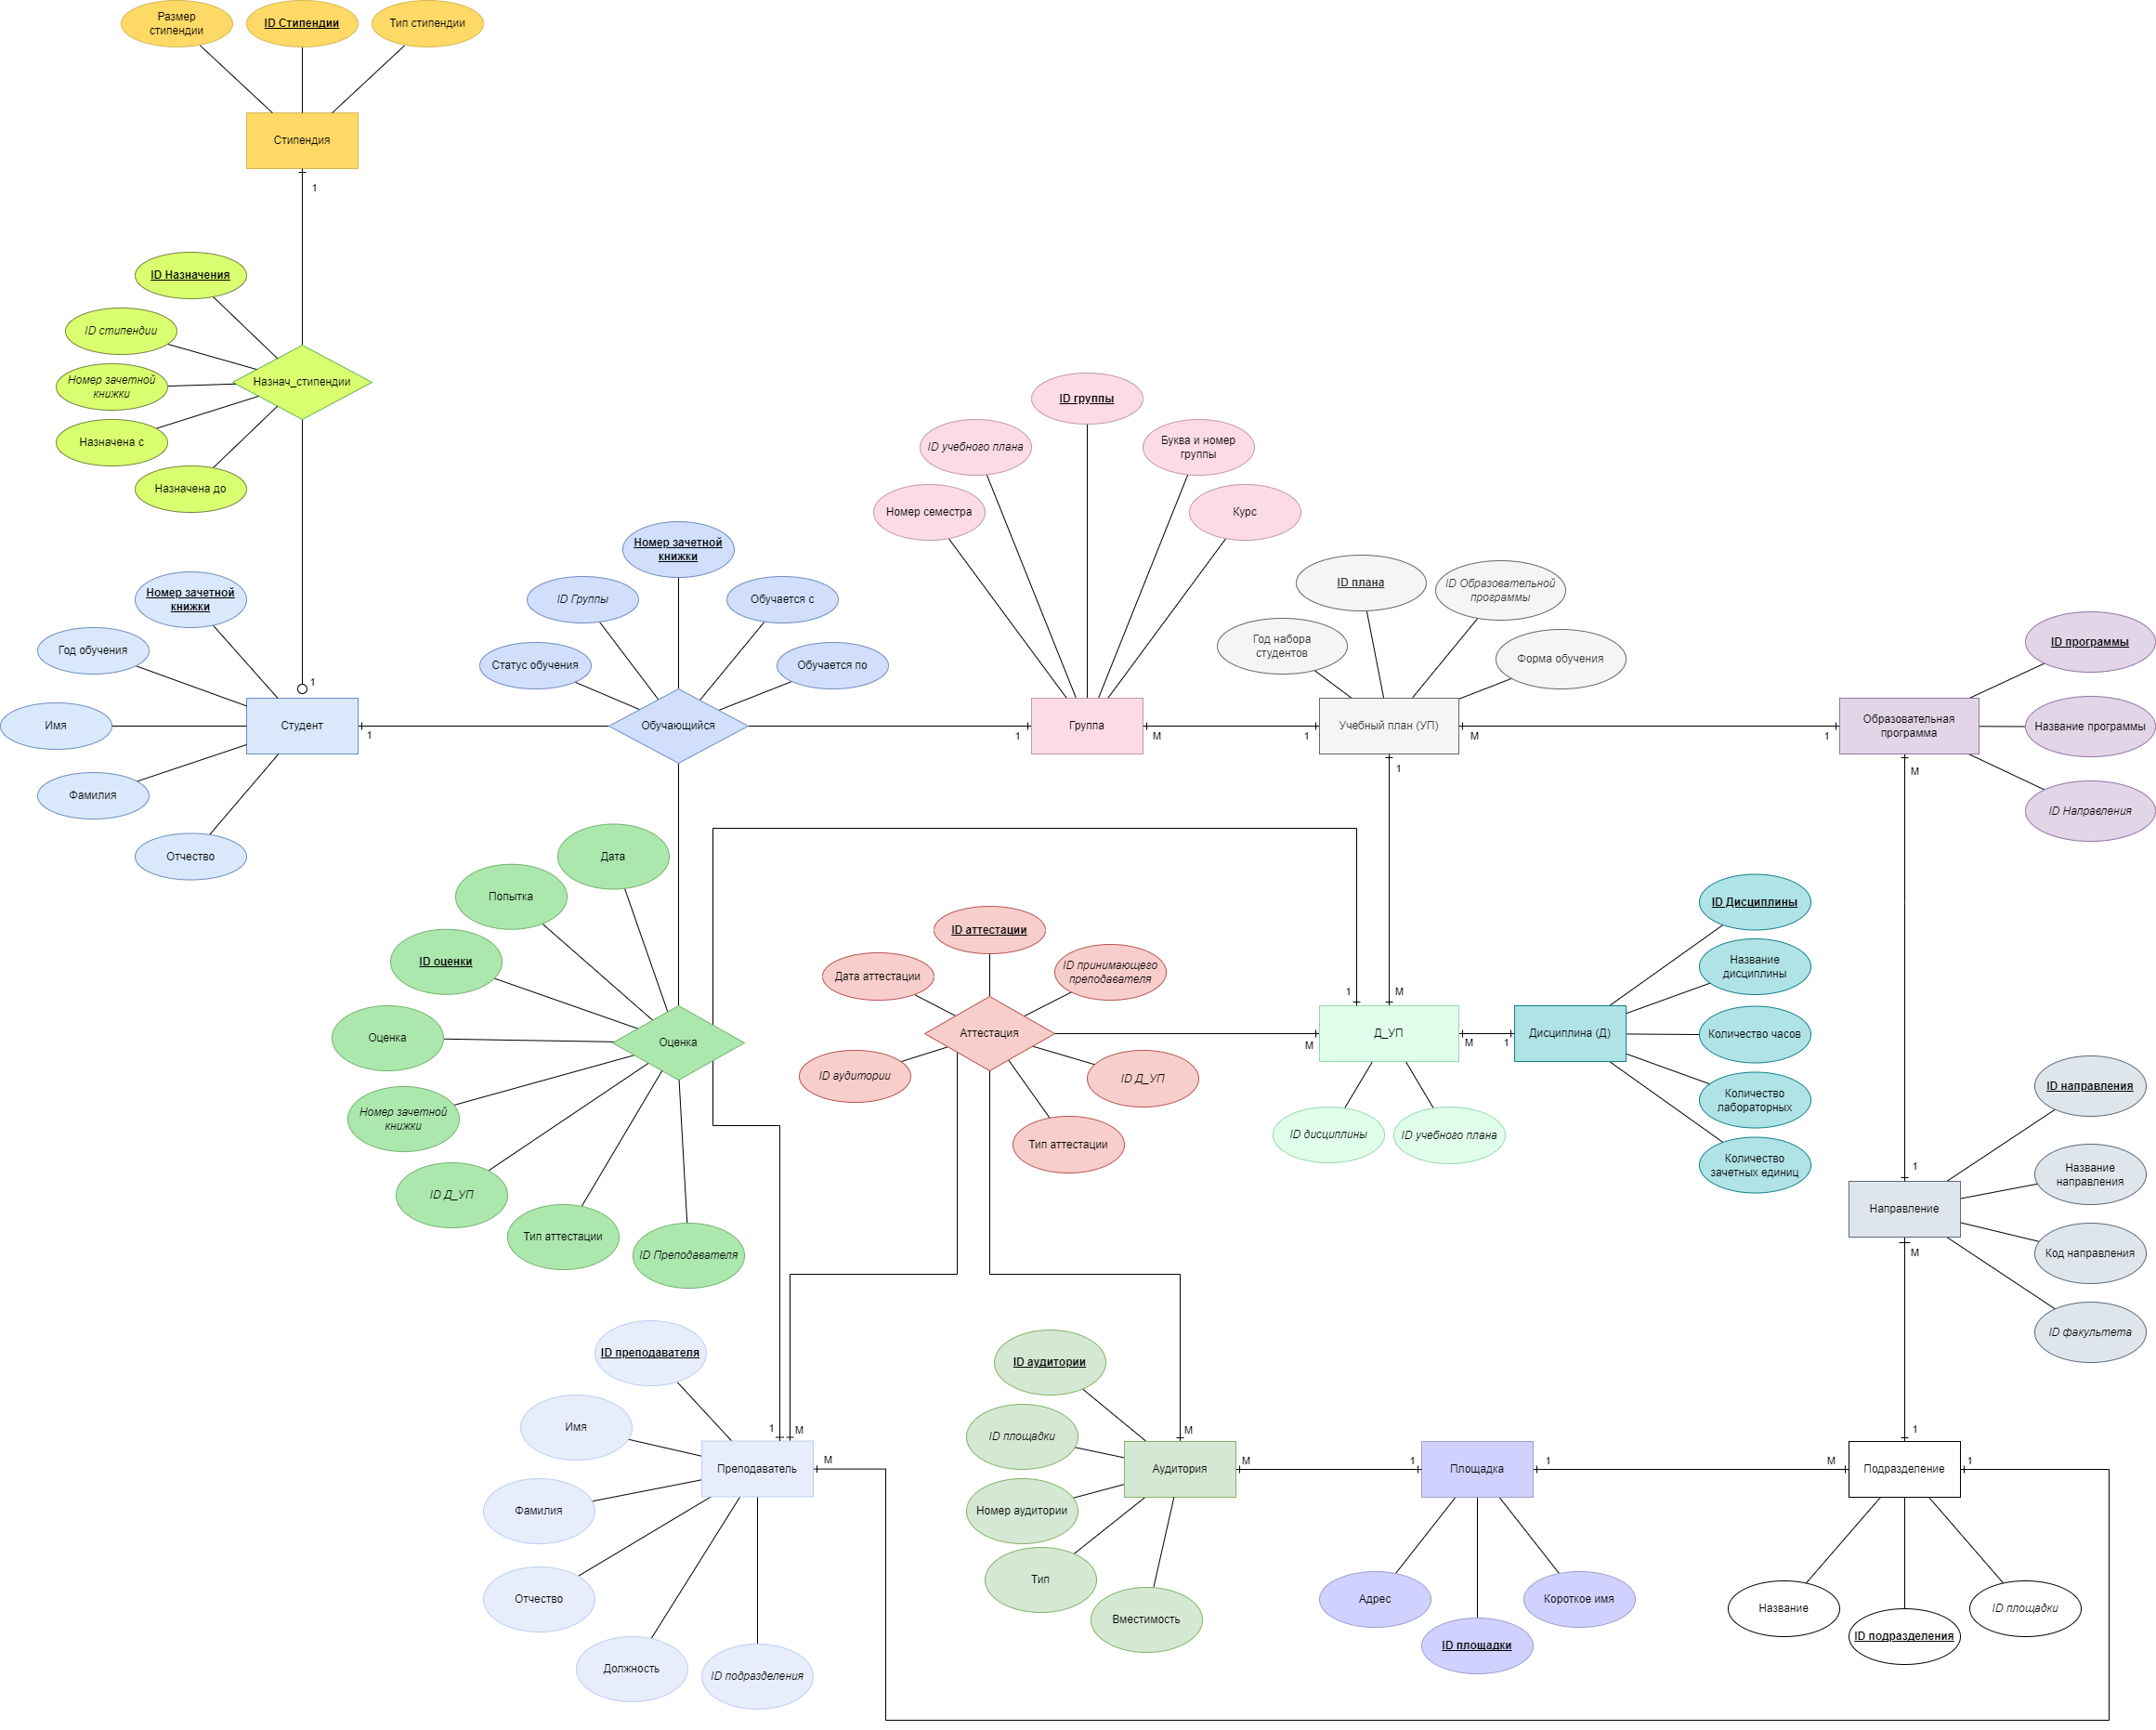 Размер
стипендии
ID Стипендии
Тип стипендии
Стипендия
1
ID Назначения
ID стипендии
Номер зачетной
книжки
Назнач_стипендии
Назначена с
Назначена до
1
ID группы
ID учебного плана
Буква и номер
группы
Номер семестра
Курс
Номер зачетной
книжки
ID Группы
Обучается с
Статус обучения
Обучается по
Обучающийся
Номер зачетной
книжки
Год обучения
Имя
Студент
Фамилия
Отчество
1
1
Группа
M
1
ID плана
ID Образовательной
программы
Год набора
студентов
Форма обучения
Учебный план (УП)
M
1
1
ID программы
Образовательная
программа
Название программы
ID Направления
M
Дата
Попытка
ID оценки
Оценка
Оценка
Номер зачетной
книжки
ID Д_УП
Тип аттестации
ID Преподавателя
ID аттестации
Дата аттестации
ID принимающего
преподавателя
Аттестация
ID аудитории
ID Д_УП
Тип аттестации
1
M
M
Д_УП
M
1
ID дисциплины
ID учебного плана
ID Дисциплины
Название
дисциплины
Дисциплина (Д)
Количество часов
Количество
лабораторных
Количество
зачетных единиц
1
ID направления
Название
направления
Направление
Код направления
M
ID факультета
ID преподавателя
Имя
1
M
M
Преподаватель
Фамилия
Отчество
Должность
ID подразделения
ID аудитории
ID площадки
M
Аудитория
M
Номер аудитории
Тип
Вместимость
1
Площадка
1
Адрес
Короткое имя
ID площадки
1
M
Подразделение
1
Название
ID площадки
ID подразделения